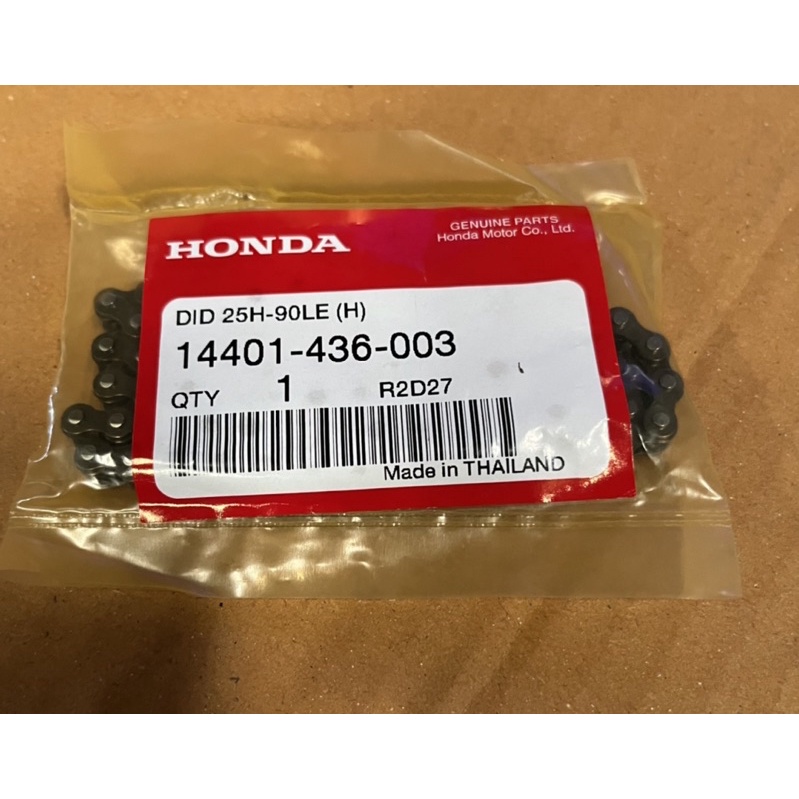 HONDA
GENUINE PARTS
Honda Motor Co., Ltd.
DID 25H-90LE (H)
14401-436-003
QTY 1 R2D27
Made in THAILAND